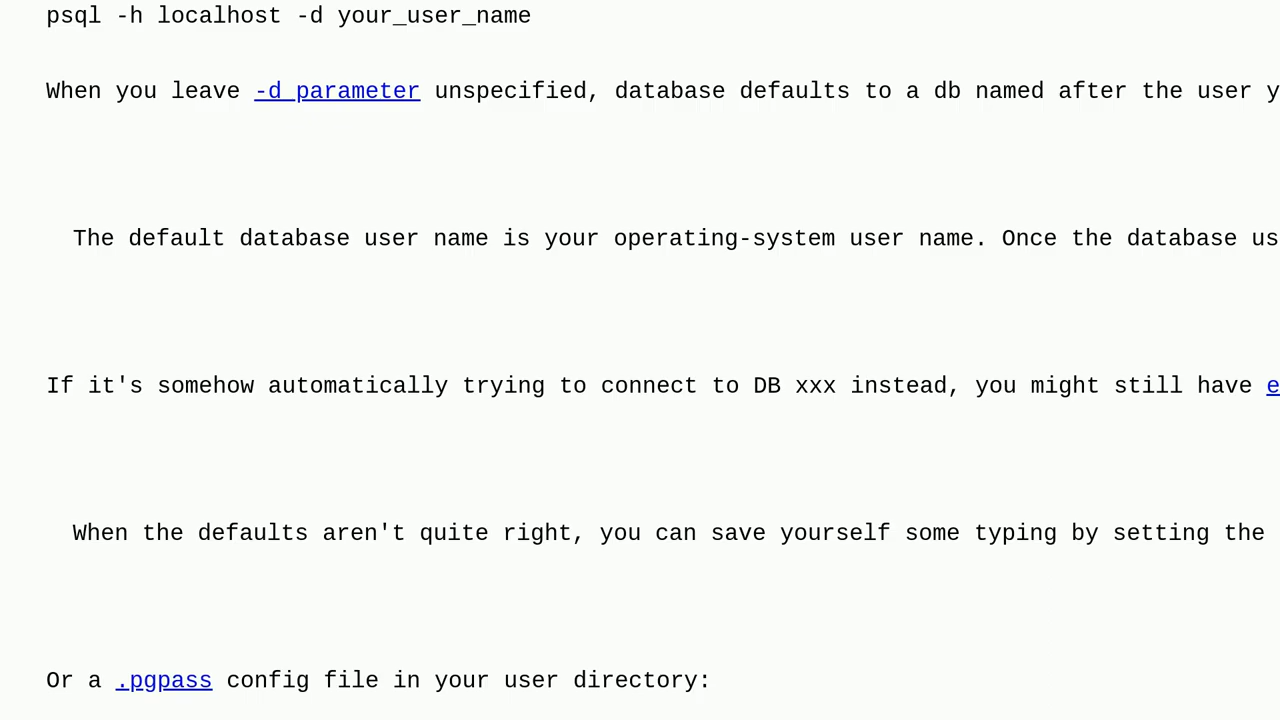 psql -h localhost -d your_user_name
When you leave -d parameter unspecified, database defaults to a db named after the user
The default database user name is your operating-system user name. Once the database
If it's somehow automatically trying to connect to DB xxx instead, you might still have
When the defaults aren't quite right, you can save yourself some typing by setting the
Or a .pgpass config file in your user directory: